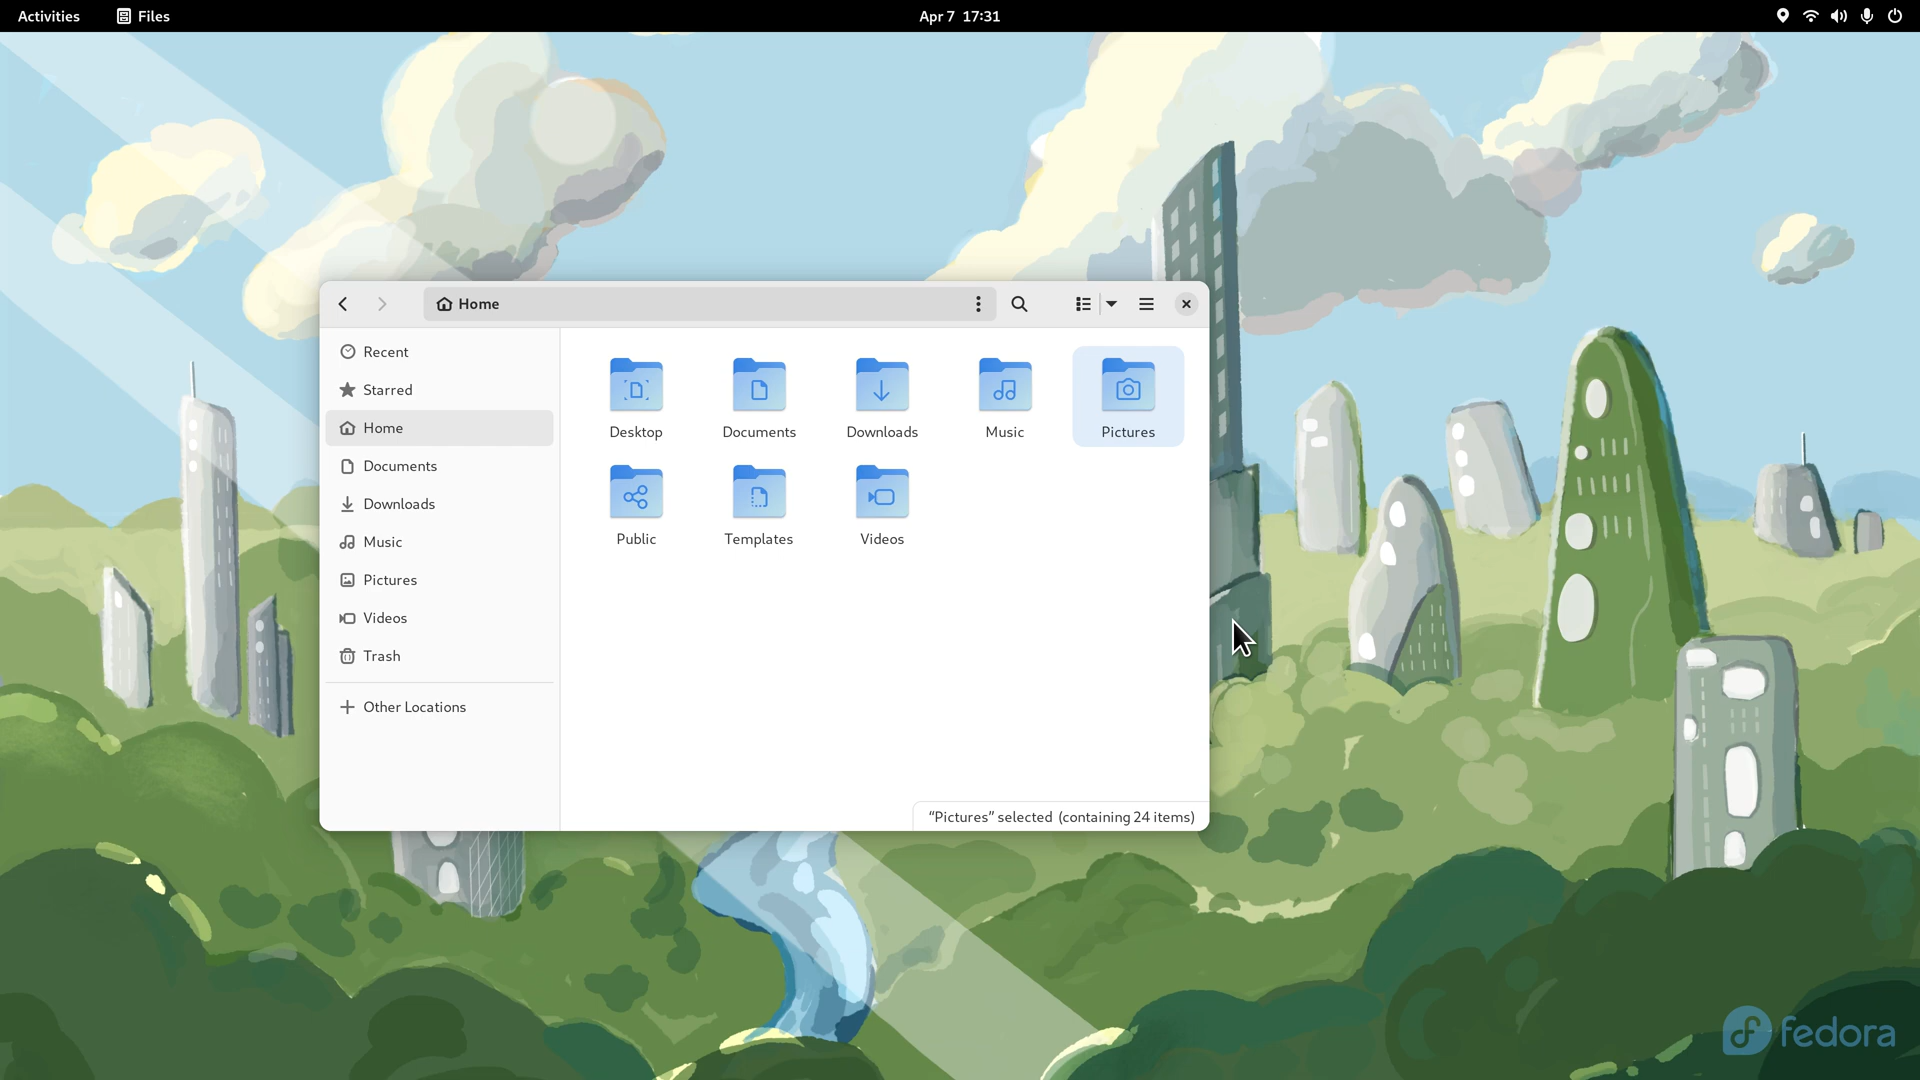 Activities
Files
Apr 7 17:31
Home
Recent
Starred
Home
Documents
Downloads
Music
Pictures
Videos
Trash
Other Locations
Desktop
Documents
Downloads
Music
Pictures
Public
Templates
Videos
“Pictures” selected (containing 24 items)
fedora